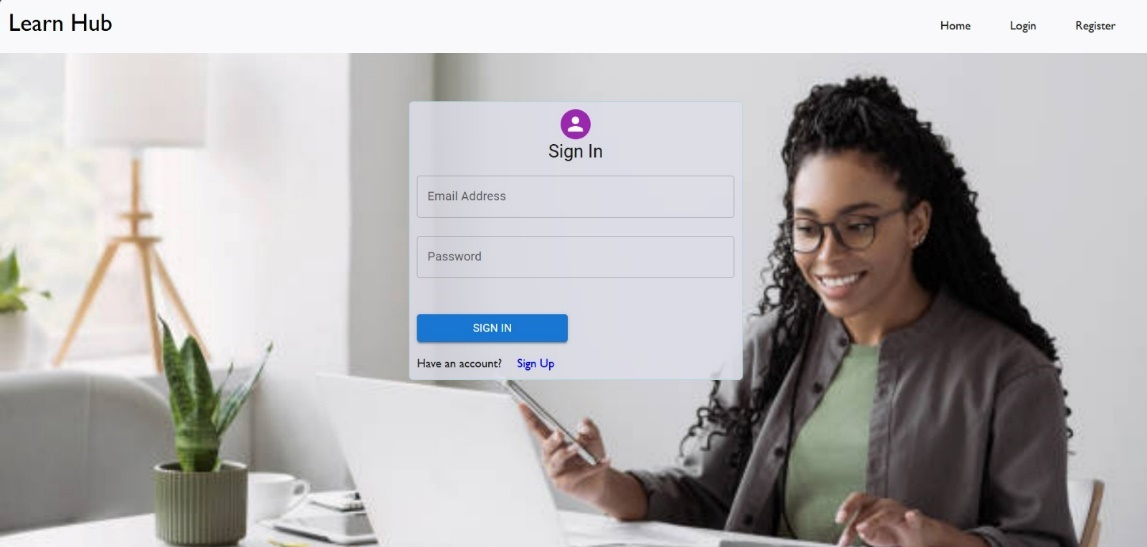 Learn Hub
Home Login Register
Sign In
Email Address
Password
SIGN IN
Have an account? Sign Up